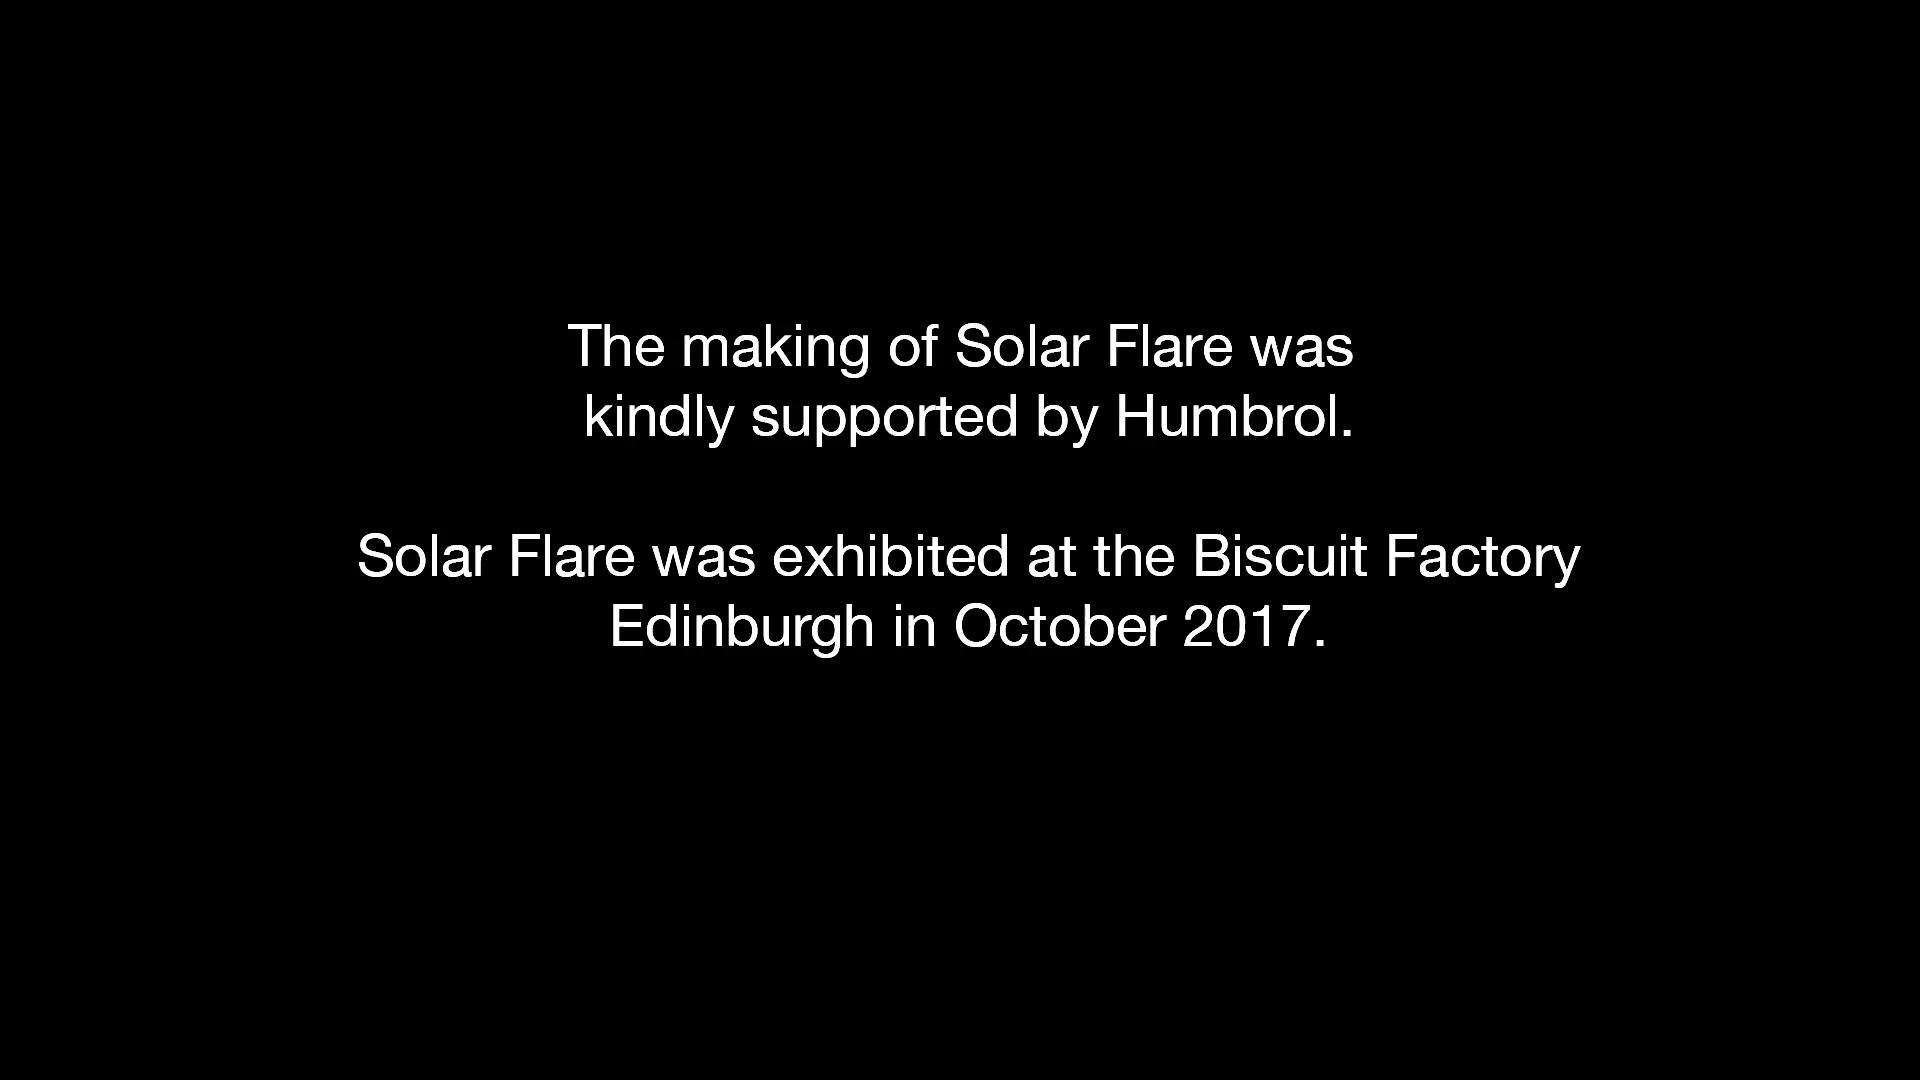 The making of Solar Flare was
kindly supported by Humbrol.
Solar Flare was exhibited at the Biscuit Factory
Edinburgh in October 2017.